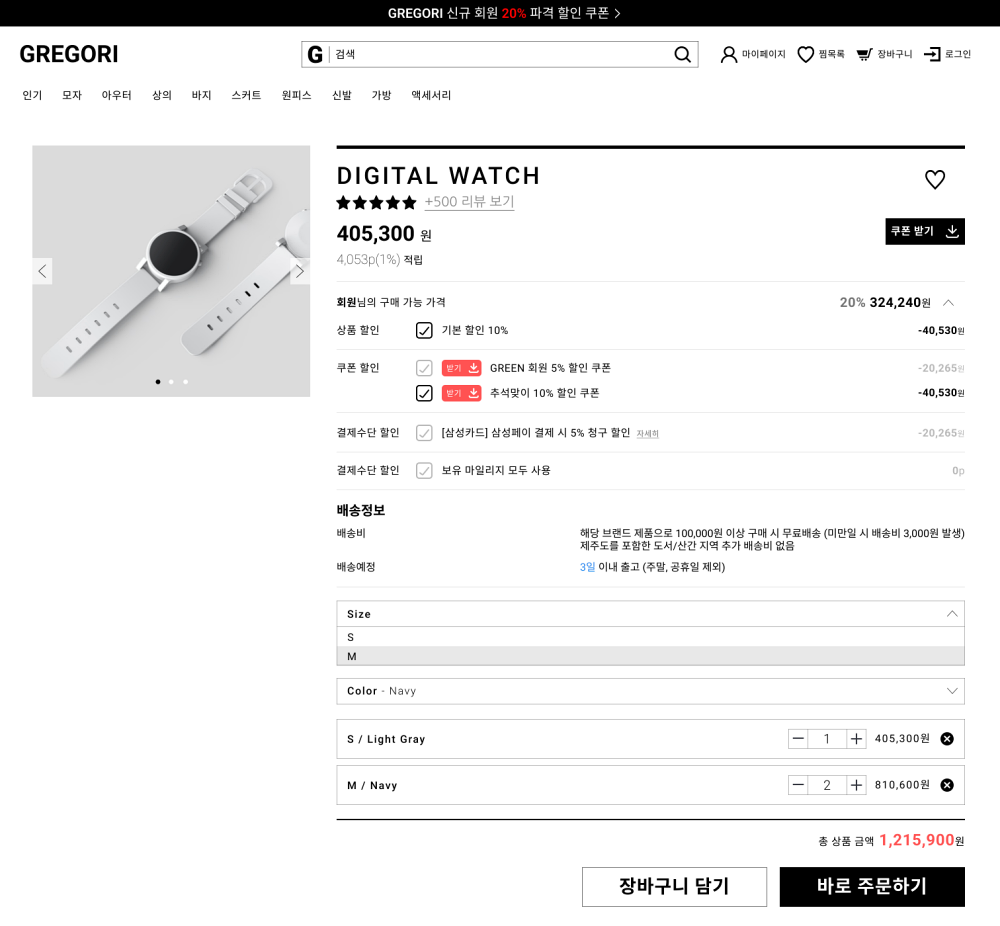 GREGORI 신규 회원 20% 파격 할인 쿠폰
GREGORI
G 검색
마이페이지 찜목록 장바구니 로그인
인기 모자 아우터 상의 바지 스커트 원피스 신발 가방 액세서리
DIGITAL WATCH
+500 리뷰 보기
405,300 원
쿠폰 받기
4,053p(1%) 적립
회원님의 구매 가능 가격 20% 324,240원
상품 할인 기본 할인 10% -40,530원
쿠폰 할인 받기 GREEN 회원 5% 할인 쿠폰 -20,265원
받기 추석맞이 10% 할인 쿠폰 -40,530원
결제수단 할인 [삼성카드] 삼성페이 결제 시 5% 청구 할인 자세히 -20,265원
결제수단 할인 보유 마일리지 모두 사용 0p
배송정보
배송비 해당 브랜드 제품으로 100,000원 이상 구매 시 무료배송 (미만일 시 배송비 3,000원 발생)
제주도를 포함한 도서/산간 지역 추가 배송비 없음
배송예정 3일 이내 출고 (주말, 공휴일 제외)
Size
S
M
Color - Navy
S / Light Gray 1 405,300원
M / Navy 2 810,600원
총 상품 금액 1,215,900원
장바구니 담기 바로 주문하기